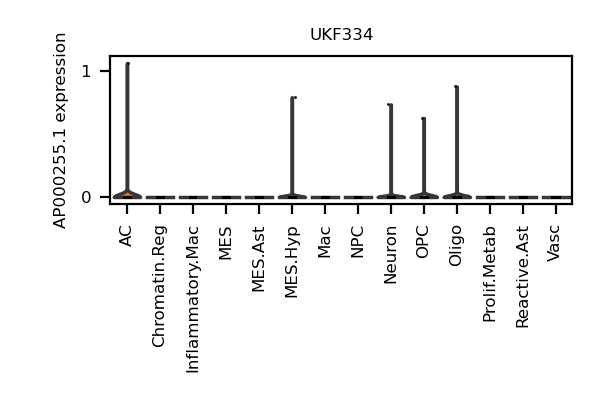 UKF334
AP000255.1 expression
1
0
AC
Chromatin.Reg
Inflammatory.Mac
MES
MES.Ast
MES.Hyp
Mac
NPC
Neuron
OPC
Oligo
Prolif.Metab
Reactive.Ast
Vasc